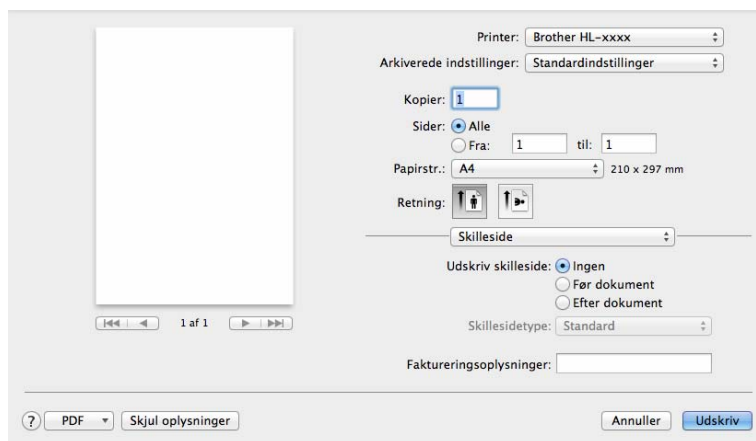 Printer: Brother HL-xxxx
Arkiverede indstillinger: Standardindstillinger
Kopier: 1
Sider: Alle
Fra: 1 til: 1
Papirstr.: A4 210 x 297 mm
Retning:
Skilleside
Udskriv skilleside: Ingen
Før dokument
Efter dokument
Skillesidetype: Standard
Faktureringsoplysninger:
1 af 1
? PDF Skjul oplysninger Annuller Udskriv